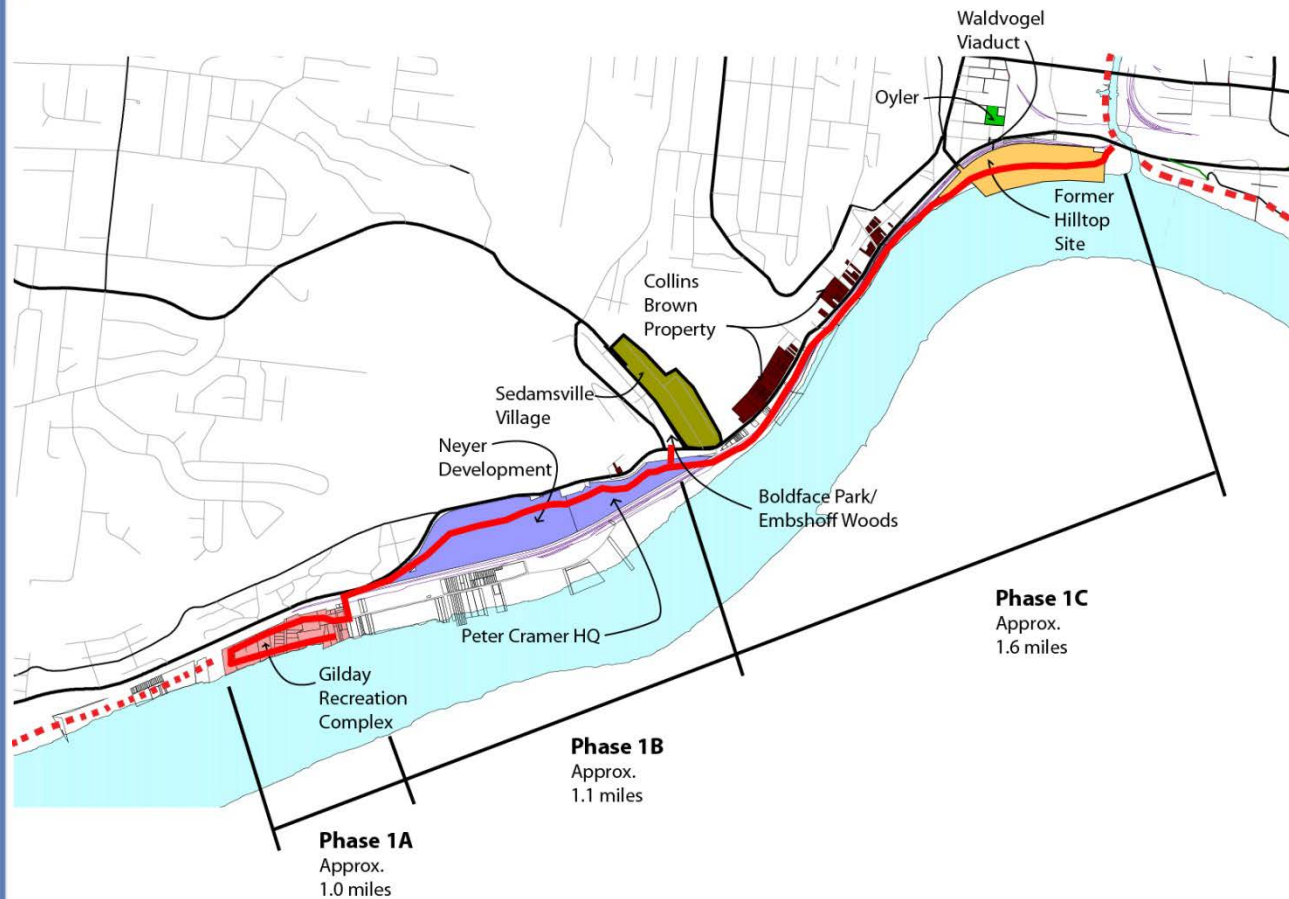 Waldvogel
Viaduct
Oyler
Former
Hilltop
Site
Collins
Brown
Property
Sedamsville
Village
Neyer
Development
Boldface Park/
Embshoff Woods
Peter Cramer HQ
Gilday
Recreation
Complex
Phase 1C
Approx.
1.6 miles
Phase 1B
Approx.
1.1 miles
Phase 1A
Approx.
1.0 miles